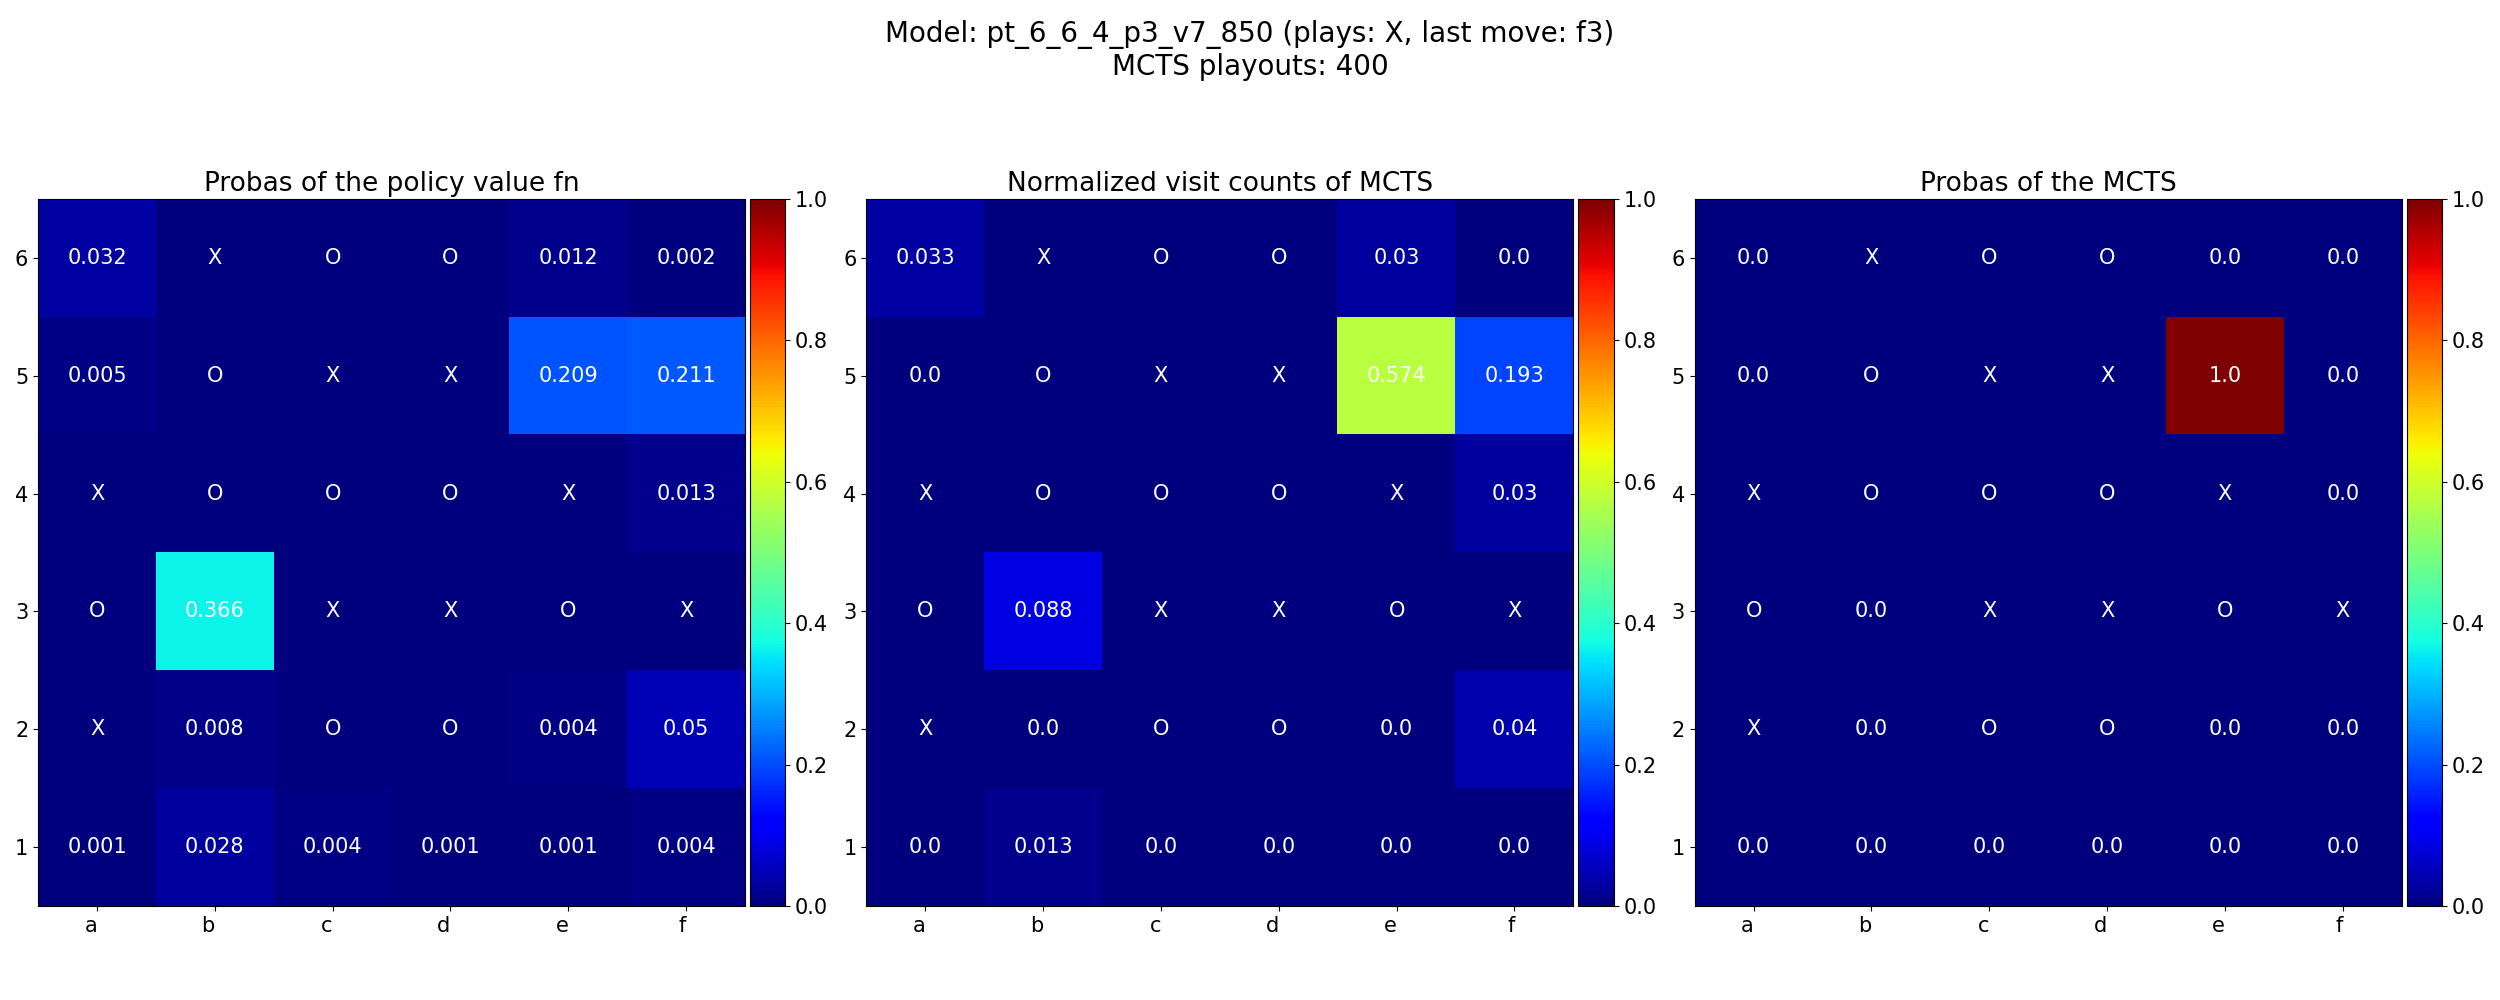 Model: pt_6_6_4_p3_v7_850 (plays: X, last move: f3)
MCTS playouts: 400
Probas of the policy value fn
1.0
6 0.032 X O O 0.012 0.002
0.8
5 0.005 O X X 0.209 0.211
4 X O O O X 0.013
0.6
3 O 0.366 X X O X
0.4
2 X 0.008 O O 0.004 0.05
0.2
1 0.001 0.028 0.004 0.001 0.001 0.004
0.0
a b c d e f
Normalized visit counts of MCTS
1.0
6 0.033 X O O 0.03 0.0
0.8
5 0.0 O X X 0.574 0.193
4 X O O O X 0.03
0.6
3 O 0.088 X X O X
0.4
2 X 0.0 O O 0.0 0.04
0.2
1 0.0 0.013 0.0 0.0 0.0 0.0
0.0
a b c d e f
Probas of the MCTS
1.0
6 0.0 X O O 0.0 0.0
0.8
5 0.0 O X X 1.0 0.0
4 X O O O X 0.0
0.6
3 O 0.0 X X O X
0.4
2 X 0.0 O O 0.0 0.0
0.2
1 0.0 0.0 0.0 0.0 0.0 0.0
0.0
a b c d e f